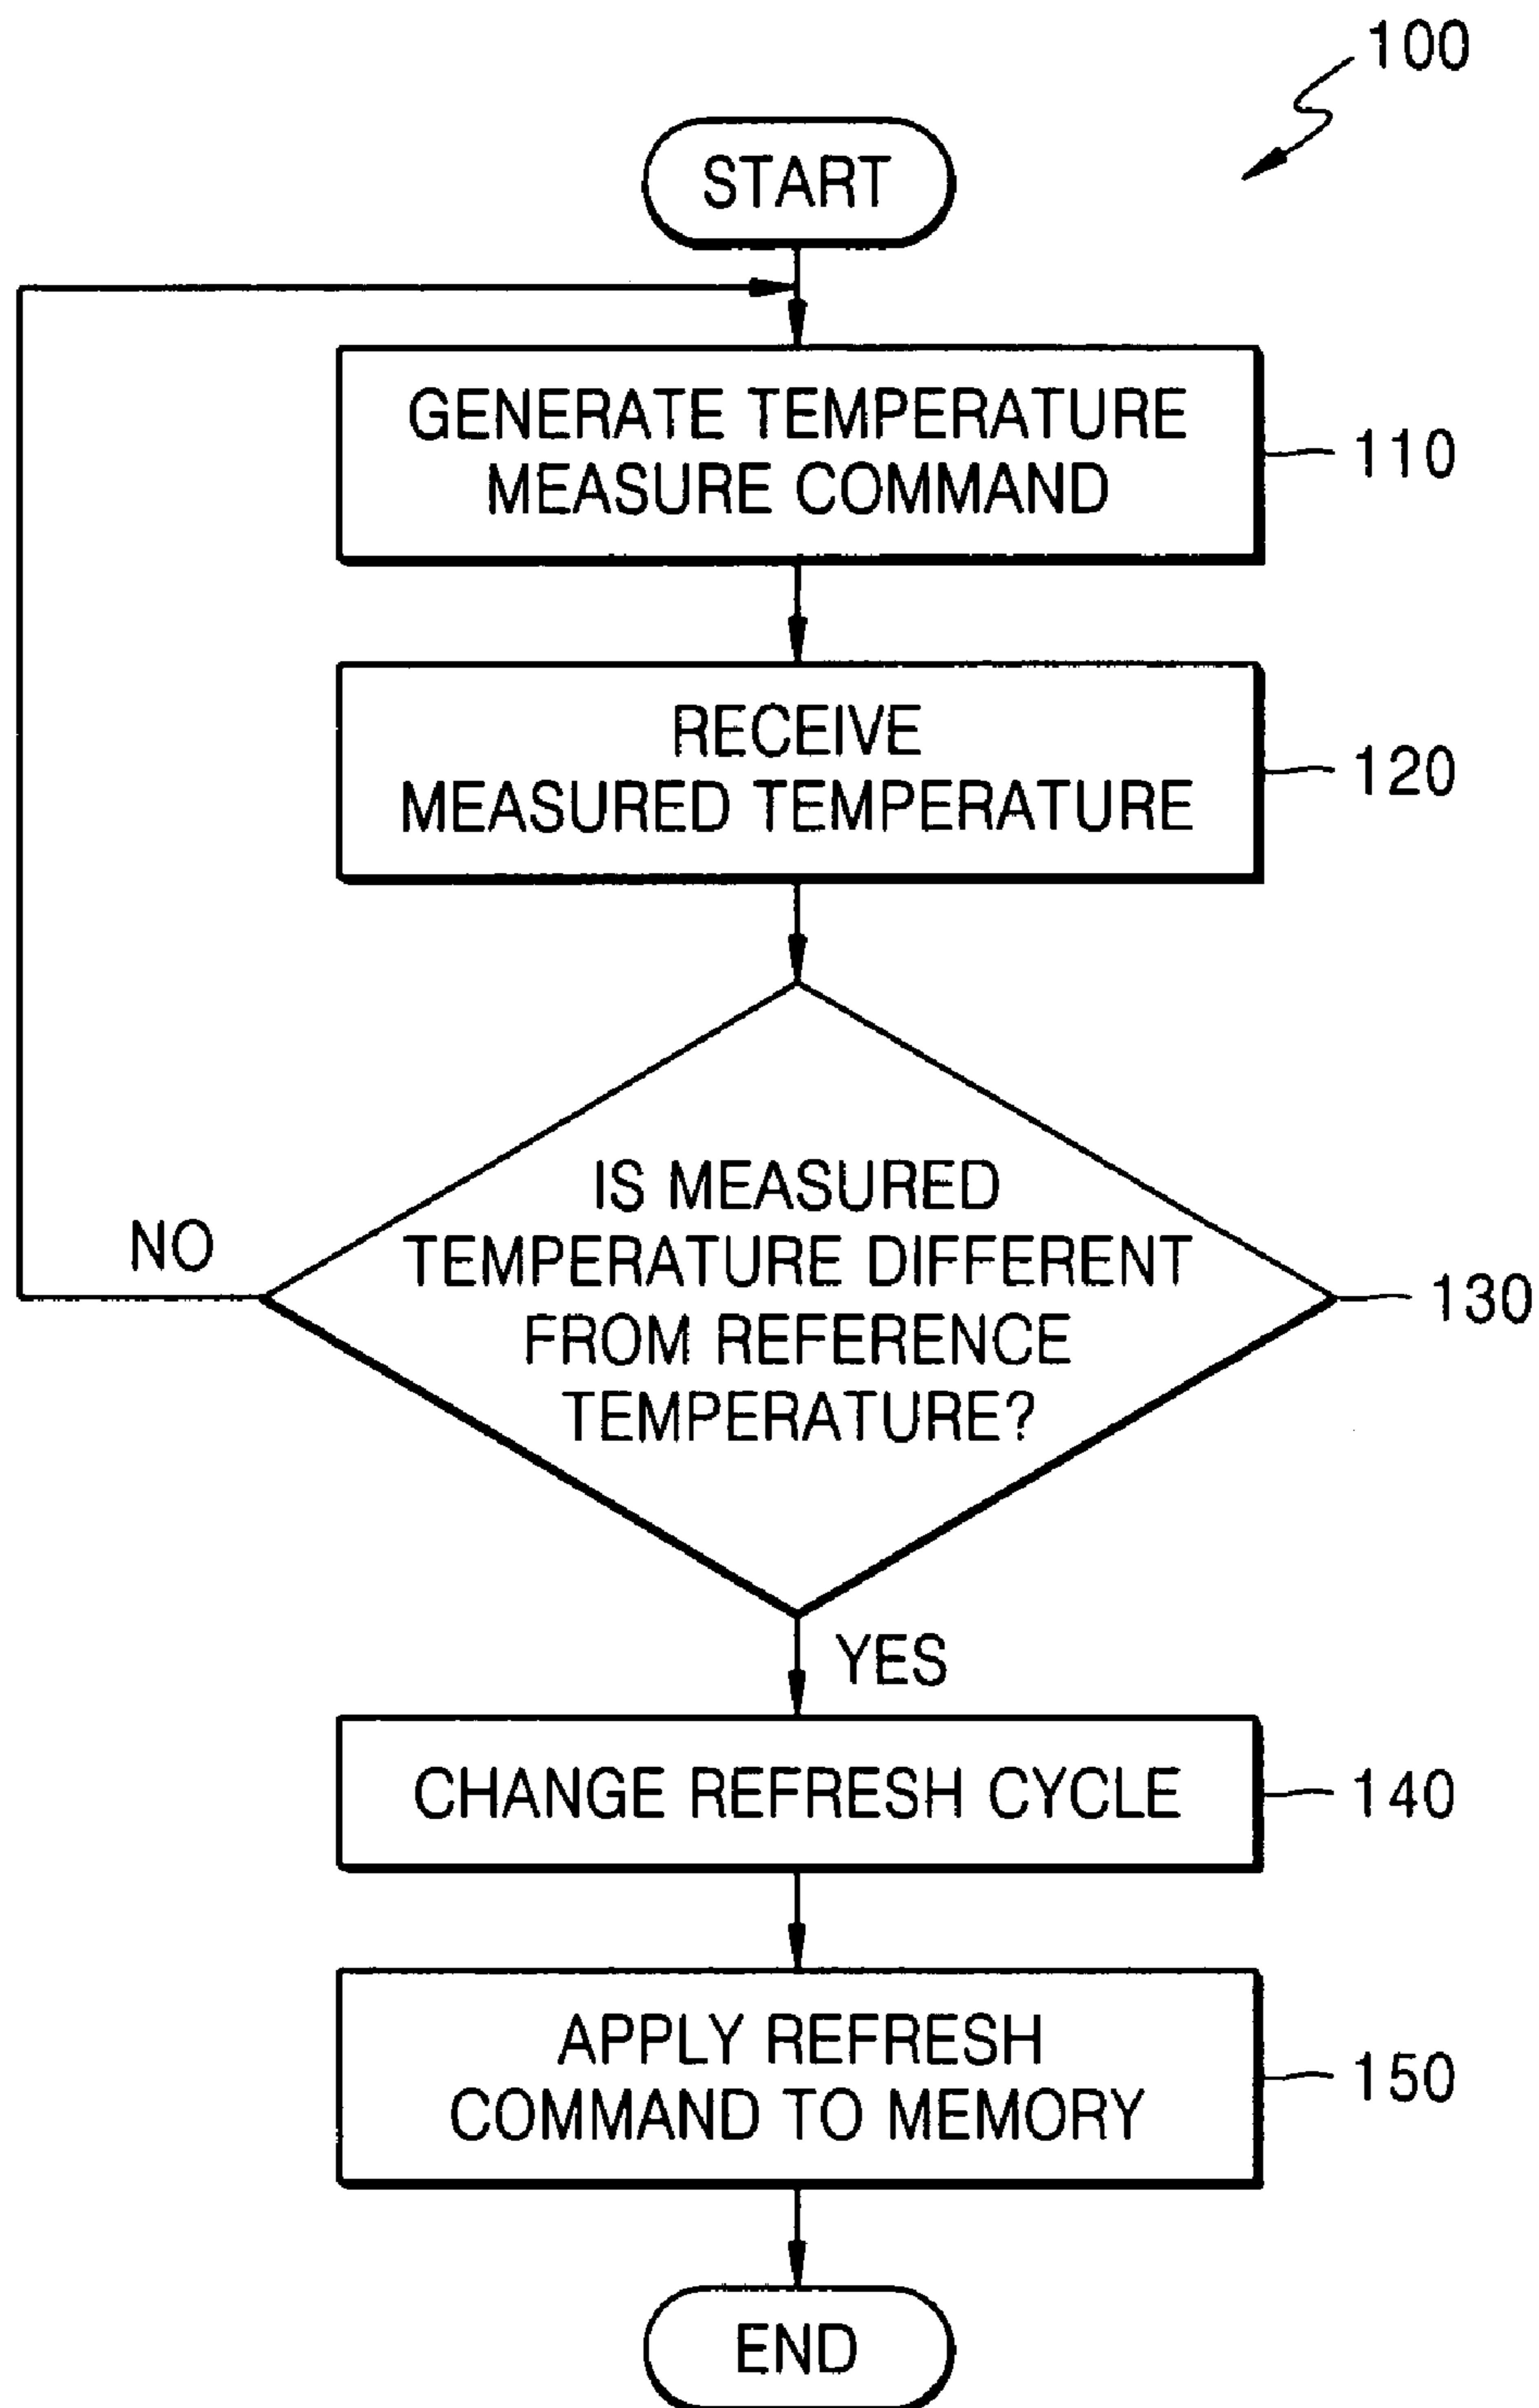 100
START
GENERATE TEMPERATURE
MEASURE COMMAND
110
RECEIVE
MEASURED TEMPERATURE
120
IS MEASURED
TEMPERATURE DIFFERENT
FROM REFERENCE
TEMPERATURE?
NO
130
YES
CHANGE REFRESH CYCLE
140
APPLY REFRESH
COMMAND TO MEMORY
150
END